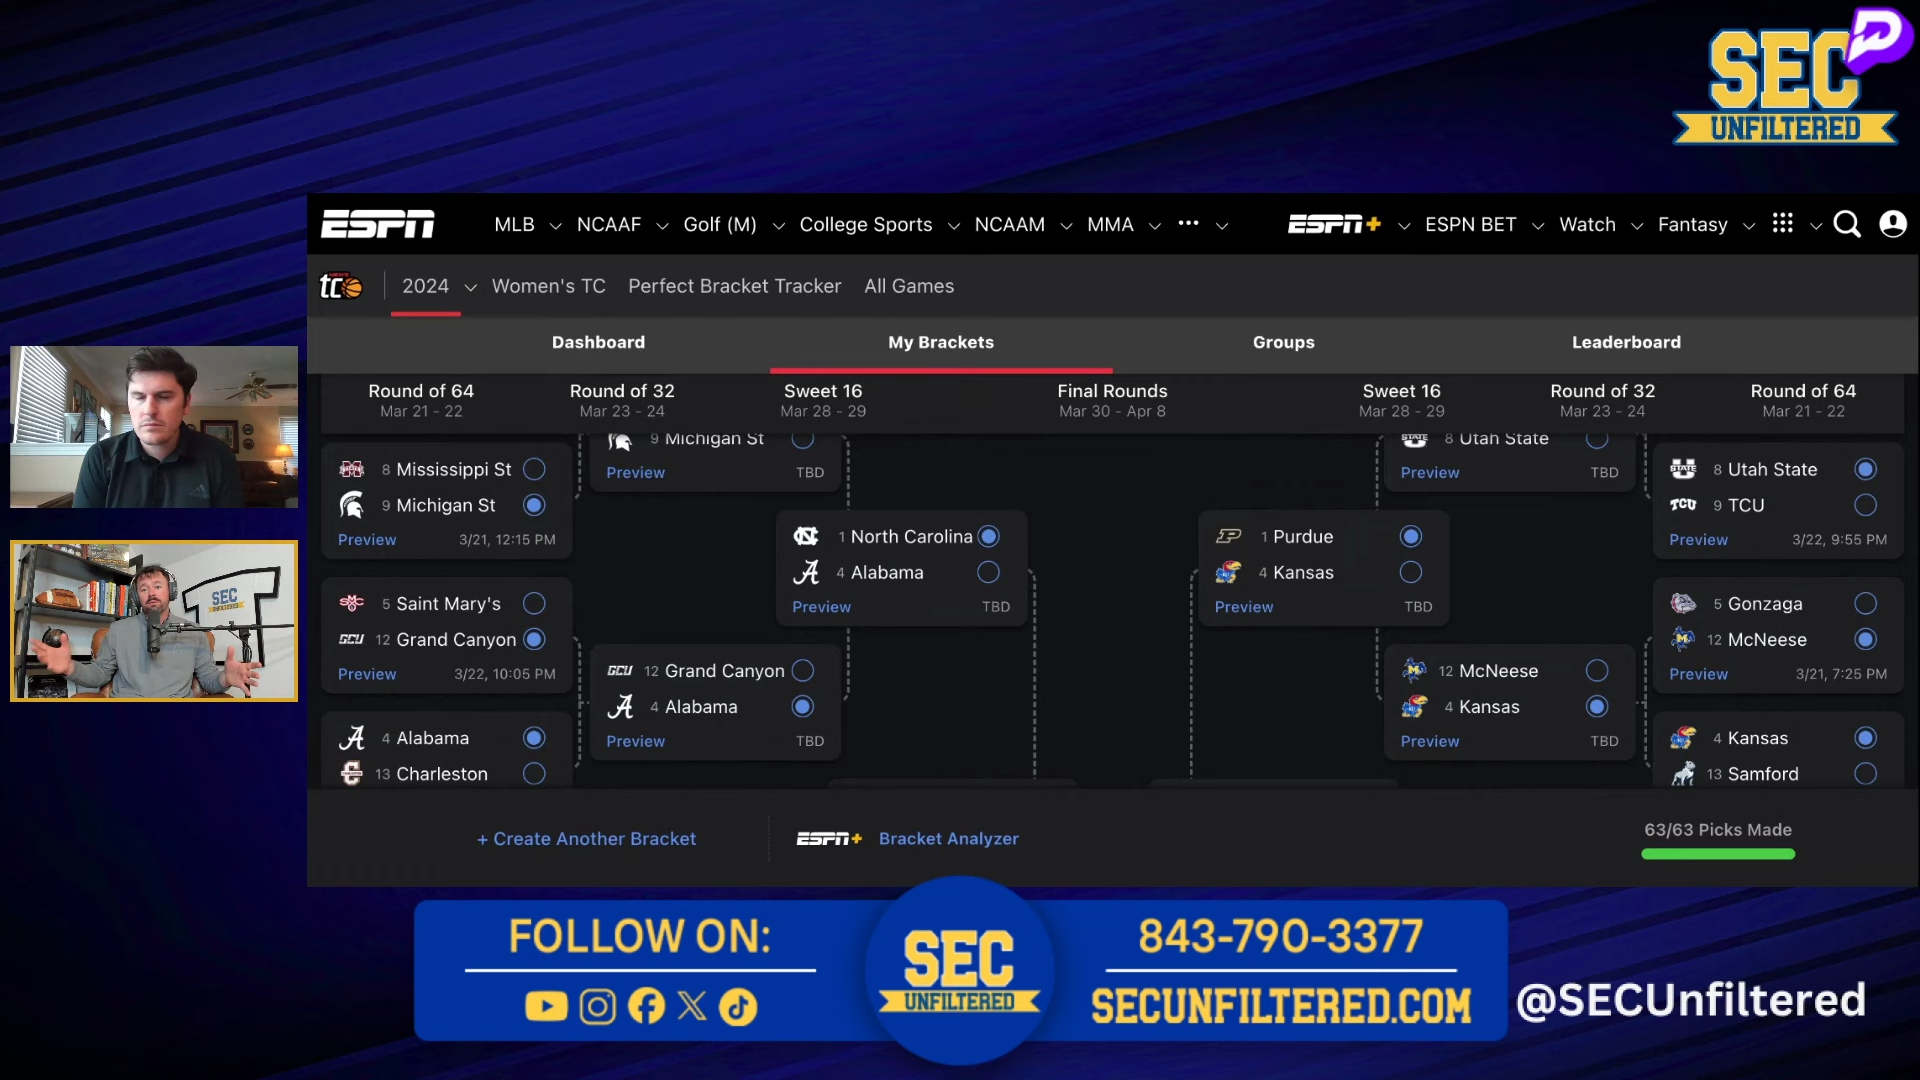 SEC
UNFILTERED
ESPN
MLB
NCAAF
Golf (M)
College Sports
NCAAM
MMA
ESPN+
ESPN BET
Watch
Fantasy
MEN'S
tc
2024
Women's TC
Perfect Bracket Tracker
All Games
Dashboard
My Brackets
Groups
Leaderboard
Round of 64
Mar 21 - 22
Round of 32
Mar 23 - 24
Sweet 16
Mar 28 - 29
Final Rounds
Mar 30 - Apr 8
Sweet 16
Mar 28 - 29
Round of 32
Mar 23 - 24
Round of 64
Mar 21 - 22
8 Mississippi St
9 Michigan St
Preview
3/21, 12:15 PM
5 Saint Mary's
GCU 12 Grand Canyon
Preview
3/22, 10:05 PM
4 Alabama
13 Charleston
9 Michigan St
Preview
TBD
GCU 12 Grand Canyon
4 Alabama
Preview
TBD
1 North Carolina
4 Alabama
Preview
TBD
1 Purdue
4 Kansas
Preview
TBD
STATE 8 Utah State
Preview
TBD
12 McNeese
4 Kansas
Preview
TBD
STATE 8 Utah State
TCU 9 TCU
Preview
3/22, 9:55 PM
5 Gonzaga
12 McNeese
Preview
3/21, 7:25 PM
4 Kansas
13 Samford
SEC
UNFILTERED
+ Create Another Bracket
ESPN+
Bracket Analyzer
63/63 Picks Made
FOLLOW ON:
SEC
UNFILTERED
843-790-3377
SECUNFILTERED.COM
@SECUnfiltered